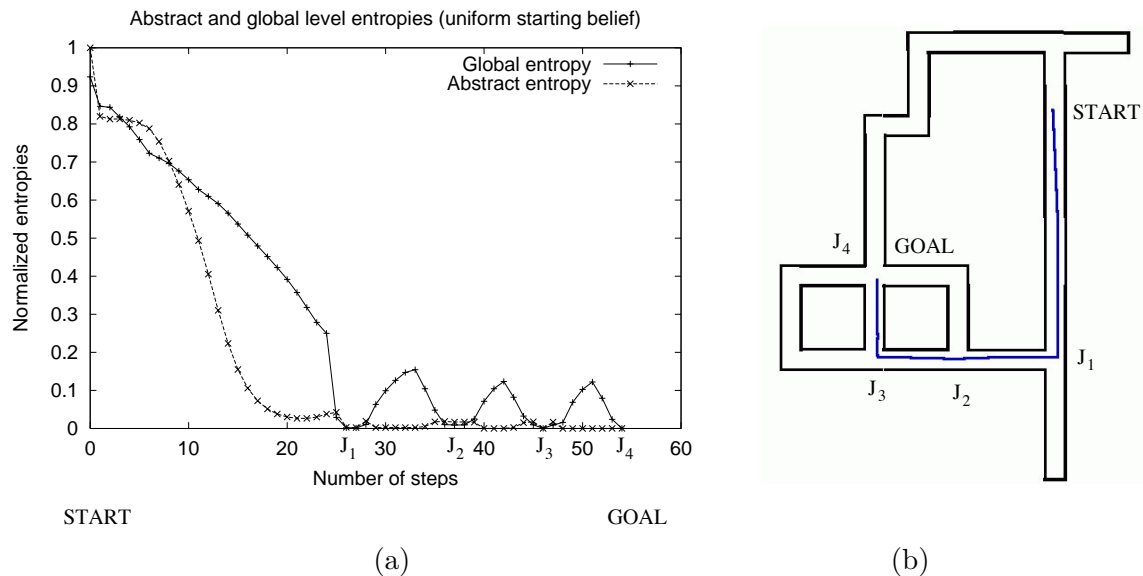 Abstract and global level entropies (uniform starting belief)
Normalized entropies
1
0.9
0.8
0.7
0.6
0.5
0.4
0.3
0.2
0.1
0
Global entropy
Abstract entropy
0 10 20 30 40 50 60
J1 J2 J3 J4
Number of steps
START GOAL
(a)
START
J4 GOAL
J1
J3 J2
(b)